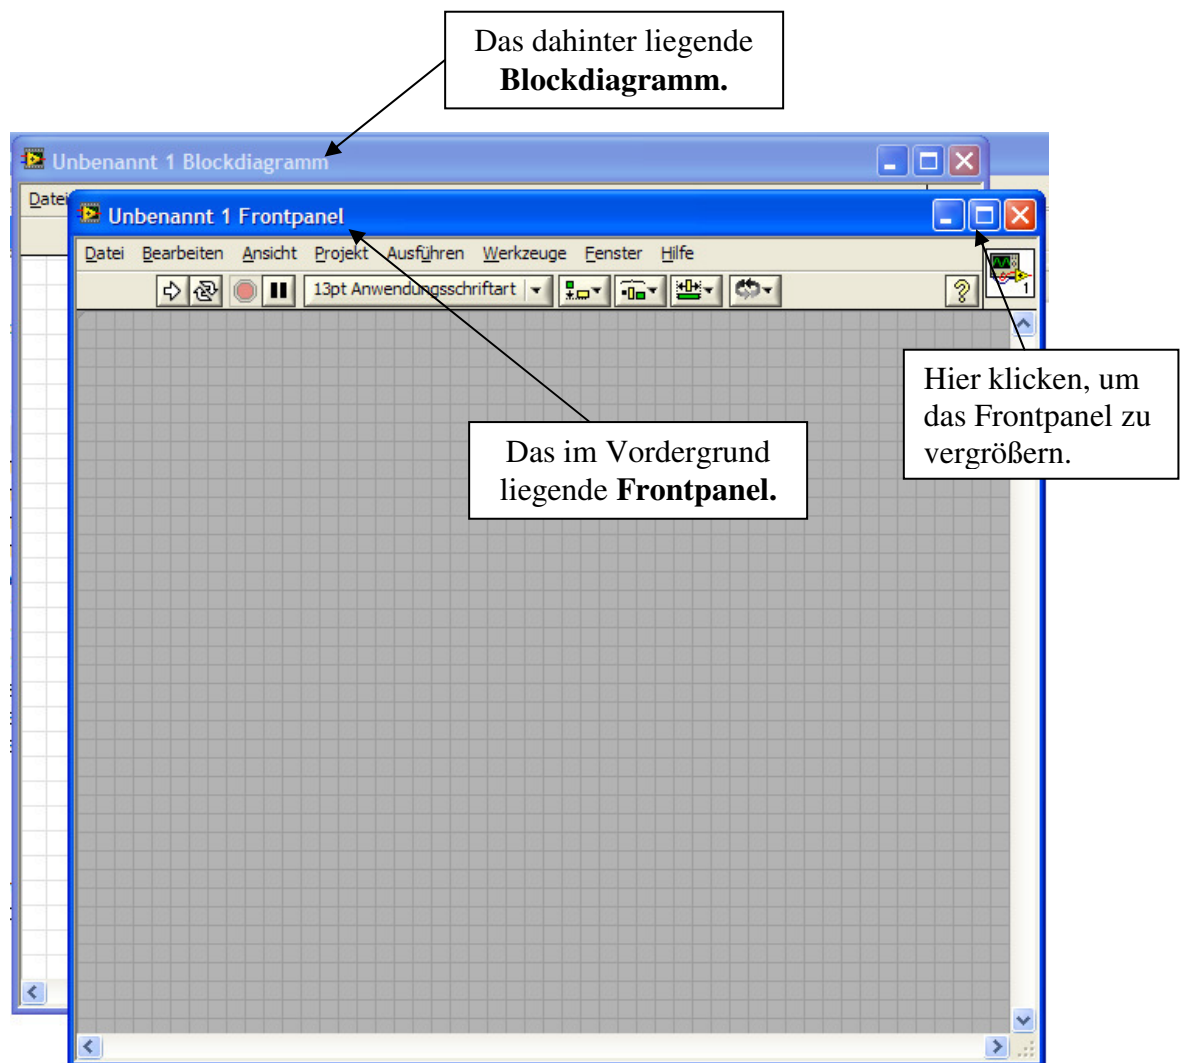 Das dahinter liegende
Blockdiagramm.
Unbenannt 1 Blockdiagramm
Datei
Unbenannt 1 Frontpanel
Datei Bearbeiten Ansicht Projekt Ausführen Werkzeuge Fenster Hilfe
13pt Anwendungsschriftart
?
1
Hier klicken, um
das Frontpanel zu
vergrößern.
Das im Vordergrund
liegende Frontpanel.